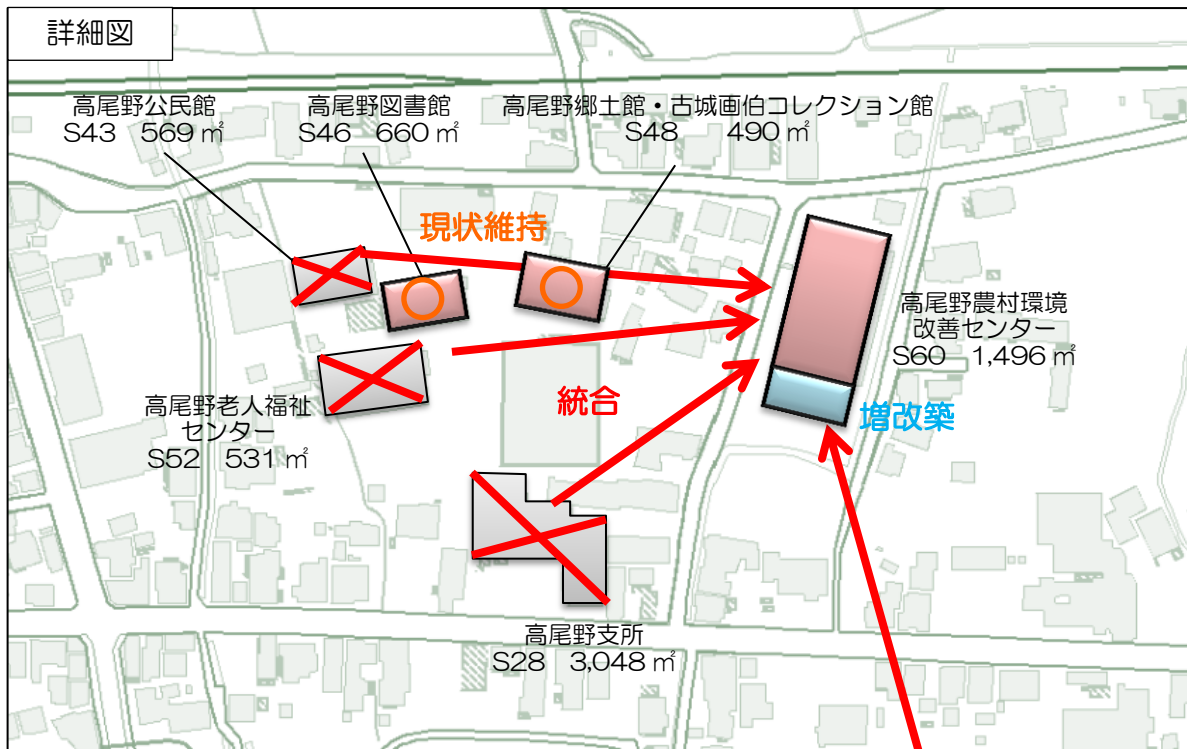 詳細図
高尾野公民館
S43 569㎡
高尾野図書館
S46 660㎡
高尾野郷土館・古城画伯コレクション館
S48 490㎡
現状維持
高尾野農村環境
改善センター
S60 1,496㎡
高尾野老人福祉
センター
S52 531㎡
統合
増改築
高尾野支所
S28 3,048㎡